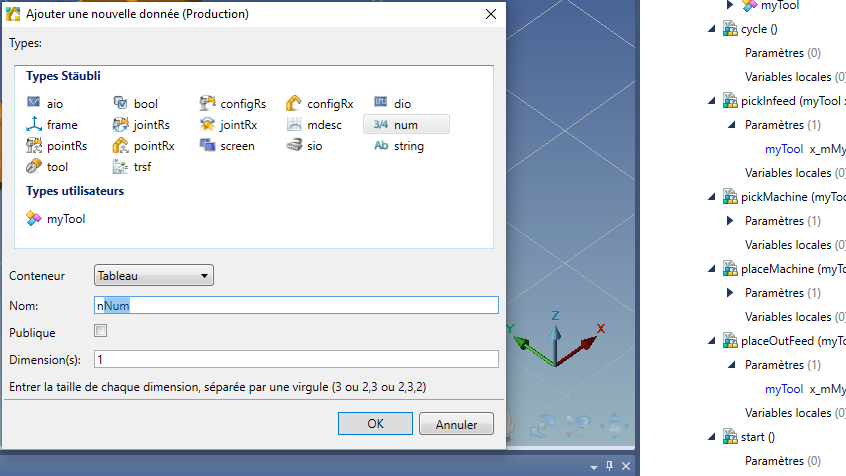 Ajouter une nouvelle donnée (Production)
Types:
Types Stäubli
aio bool configRs configRx dio
frame jointRs jointRx mdesc 3/4 num
pointRs pointRx screen sio Ab string
tool trsf
Types utilisateurs
myTool
Conteneur Tableau
Nom: nNum
Publique
Dimension(s): 1
Entrer la taille de chaque dimension, séparée par une virgule (3 ou 2,3 ou 2,3,2)
OK Annuler
Y Z X
myTool
cycle ()
Paramètres (0)
Variables locales (0)
pickInfeed (myTool x
Paramètres (1)
myTool x_mMy
Variables locales (0)
pickMachine (myToo
Paramètres (1)
Variables locales (0)
placeMachine (myTo
Paramètres (1)
Variables locales (0)
placeOutFeed (myTo
Paramètres (1)
myTool x_mMy
Variables locales (0)
start ()
Paramètres (0)